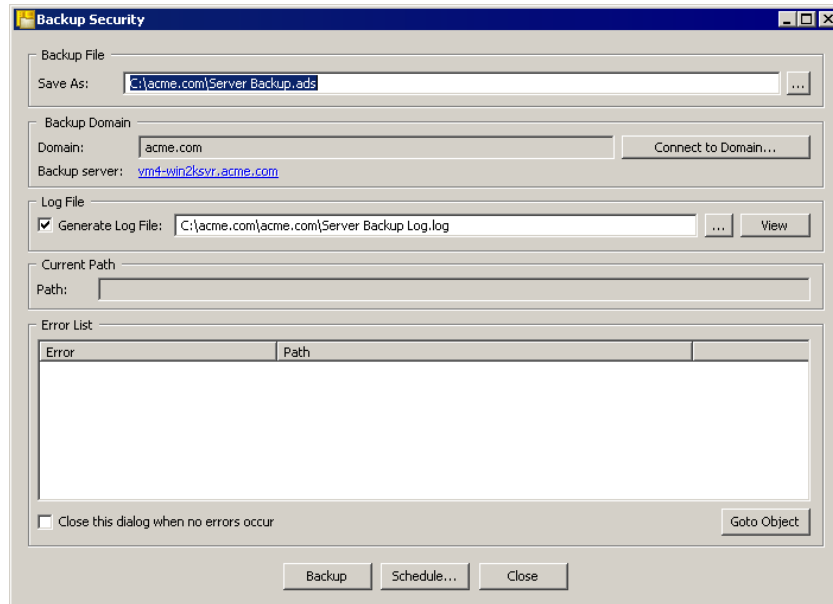 Backup Security
Backup File
Save As: C:\acme.com\Server Backup.ads ...
Backup Domain
Domain: acme.com Connect to Domain...
Backup server: vm4-win2ksvr.acme.com
Log File
Generate Log File: C:\acme.com\acme.com\Server Backup Log.log ... View
Current Path
Path:
Error List
Error Path
Close this dialog when no errors occur Goto Object
Backup Schedule... Close